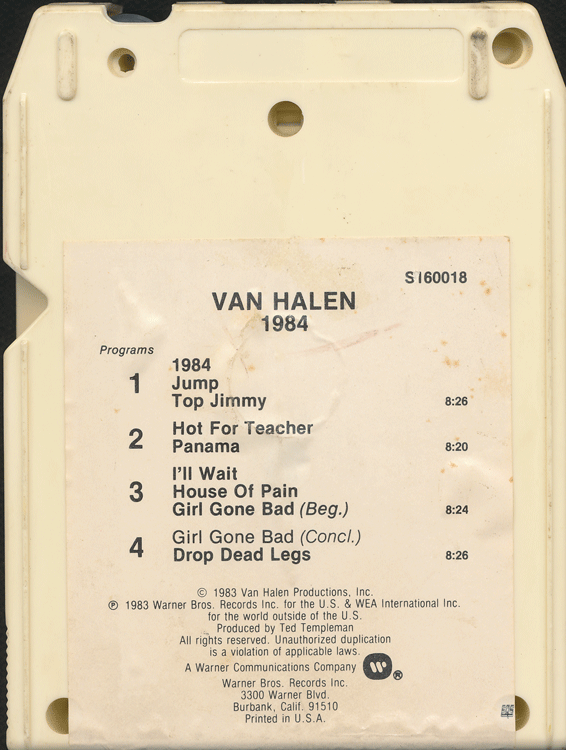 S160018
VAN HALEN
1984
Programs
1
1984
Jump
Top Jimmy 8:26
2
Hot For Teacher
Panama 8:20
3
I'll Wait
House Of Pain
Girl Gone Bad (Beg.) 8:24
4
Girl Gone Bad (Concl.)
Drop Dead Legs 8:26
© 1983 Van Halen Productions, Inc.
℗ 1983 Warner Bros. Records Inc. for the U.S. & WEA International Inc.
for the world outside of the U.S.
Produced by Ted Templeman
All rights reserved. Unauthorized duplication
is a violation of applicable laws.
A Warner Communications Company W ®
Warner Bros. Records Inc.
3300 Warner Blvd.
Burbank, Calif. 91510
Printed in U.S.A.